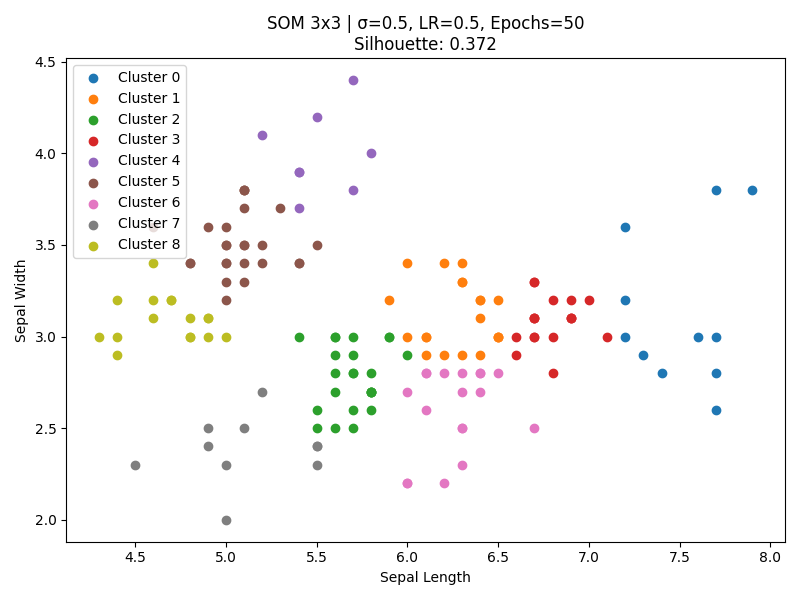 SOM 3x3 | σ=0.5, LR=0.5, Epochs=50
Silhouette: 0.372
Cluster 0
Cluster 1
Cluster 2
Cluster 3
Cluster 4
Cluster 5
Cluster 6
Cluster 7
Cluster 8
Sepal Width
4.5
4.0
3.5
3.0
2.5
2.0
4.5 5.0 5.5 6.0 6.5 7.0 7.5 8.0
Sepal Length